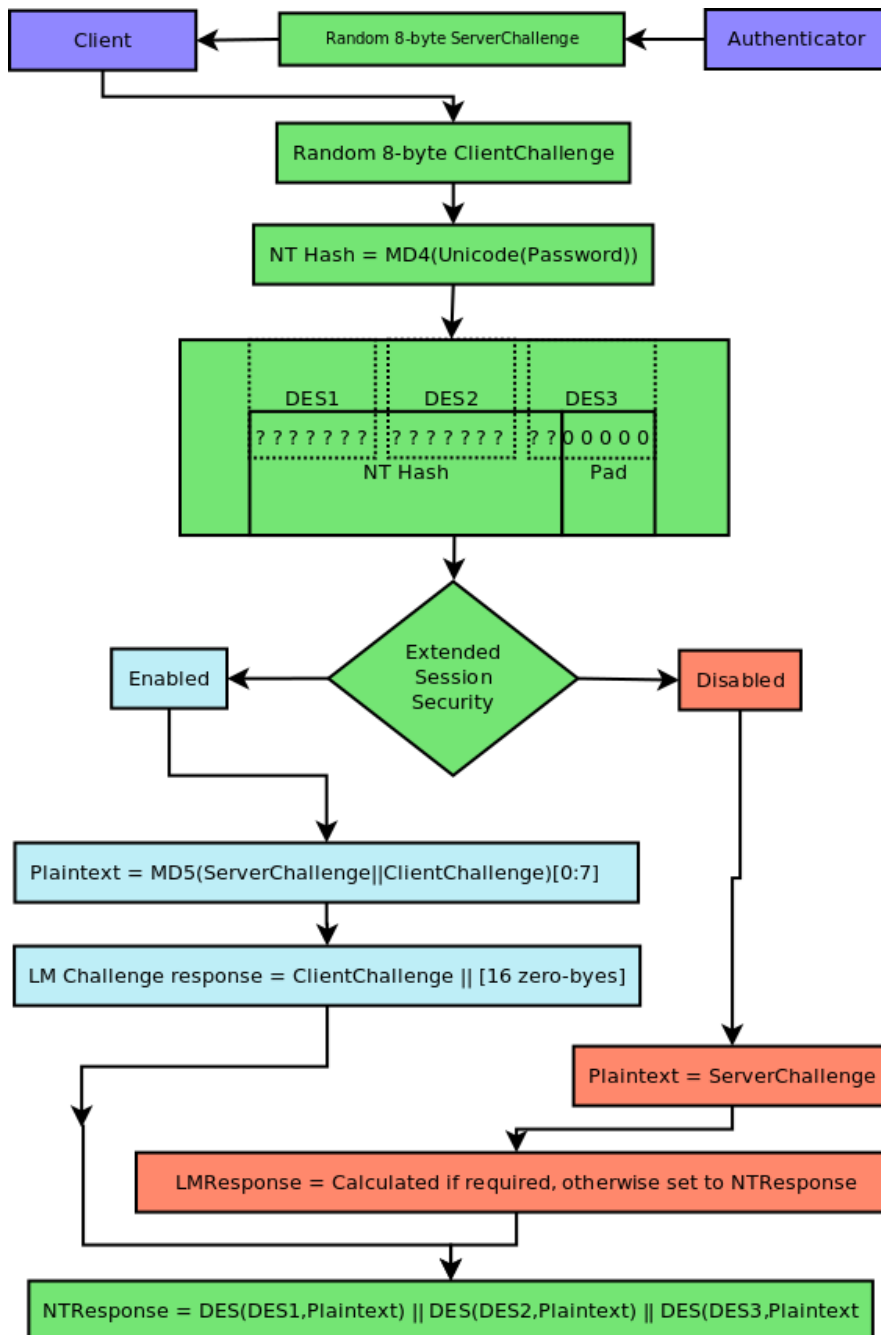 Client
Random 8-byte ServerChallenge
Authenticator
Random 8-byte ClientChallenge
NT Hash = MD4(Unicode(Password))
DES1
DES2
DES3
? ? ? ? ? ? ?
? ? ? ? ? ? ?
? ? 0 0 0 0 0
NT Hash
Pad
Extended
Session
Security
Enabled
Disabled
Plaintext = MD5(ServerChallenge||ClientChallenge)[0:7]
LM Challenge response = ClientChallenge || [16 zero-byes]
Plaintext = ServerChallenge
LMResponse = Calculated if required, otherwise set to NTResponse
NTResponse = DES(DES1,Plaintext) || DES(DES2,Plaintext) || DES(DES3,Plaintext